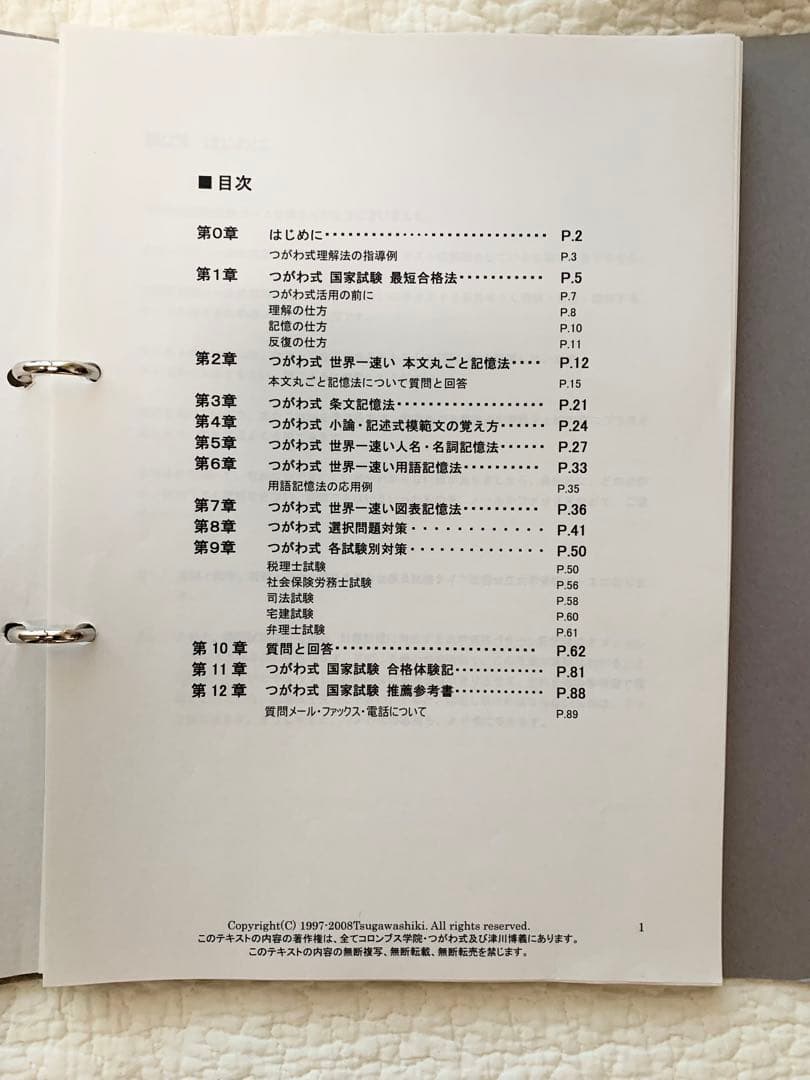 ■目次
第0章 はじめに････････････････････････････ P.2
つがわ式理解法の指導例 P.3
第1章 つがわ式 国家試験 最短合格法･･･････････ P.5
つがわ式活用の前に P.7
理解の仕方 P.8
記憶の仕方 P.10
反復の仕方 P.11
第2章 つがわ式 世界一速い 本文丸ごと記憶法････ P.12
本文丸ごと記憶法について質問と回答 P.15
第3章 つがわ式 条文記憶法･･･････････････････ P.21
第4章 つがわ式 小論・記述式模範文の覚え方･･････ P.24
第5章 つがわ式 世界一速い人名・名詞記憶法･･････ P.27
第6章 つがわ式 世界一速い用語記憶法･･････････ P.33
用語記憶法の応用例 P.35
第7章 つがわ式 世界一速い図表記憶法･･････････ P.36
第8章 つがわ式 選択問題対策・・・・・・・・・・・・・ P.41
第9章 つがわ式 各試験別対策・・・・・・・・・・・・・・ P.50
税理士試験 P.50
社会保険労務士試験 P.56
司法試験 P.58
宅建試験 P.60
弁理士試験 P.61
第10章 質問と回答･･････････････････････････ P.62
第11章 つがわ式 国家試験 合格体験記･････････････ P.81
第12章 つがわ式 国家試験 推薦参考書･････････････ P.88
質問メール・ファックス・電話について P.89
Copyright(C) 1997-2008Tsugawashiki. All rights reserved. 1
このテキストの内容の著作権は、全てコロンブス学院・つがわ式及び津川博義にあります。
このテキストの内容の無断複写、無断転載、無断転売を禁じます。